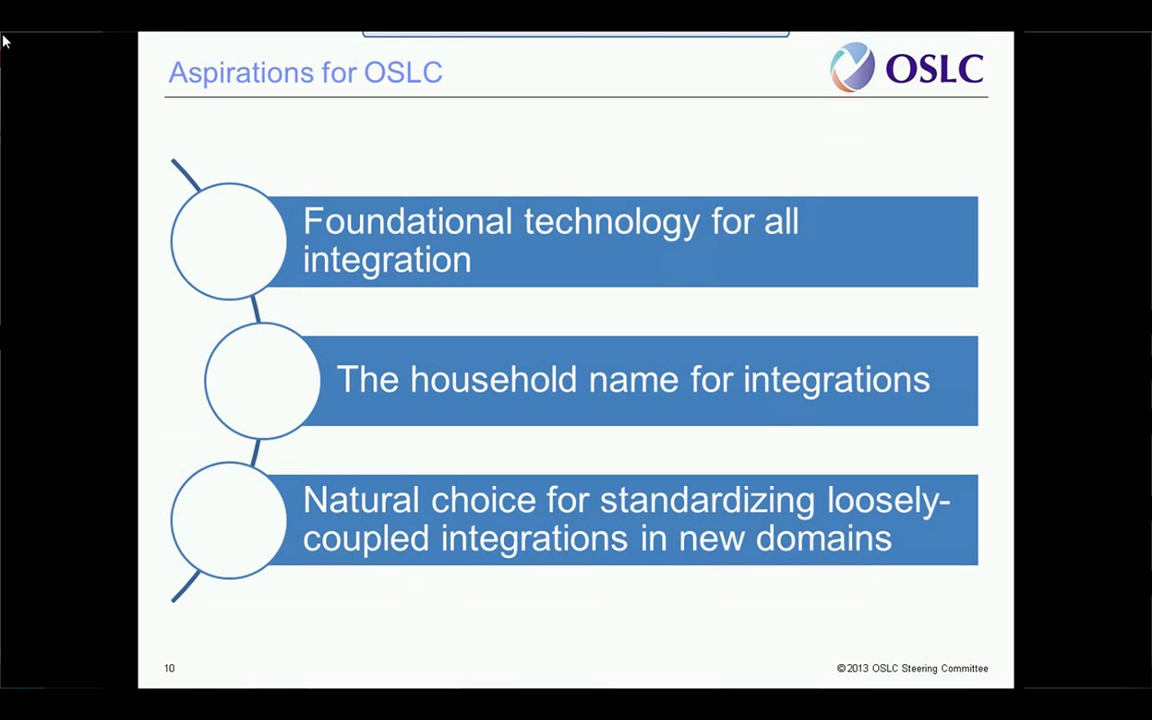 Aspirations for OSLC
OSLC
Foundational technology for all
integration
The household name for integrations
Natural choice for standardizing loosely-
coupled integrations in new domains
10
©2013 OSLC Steering Committee